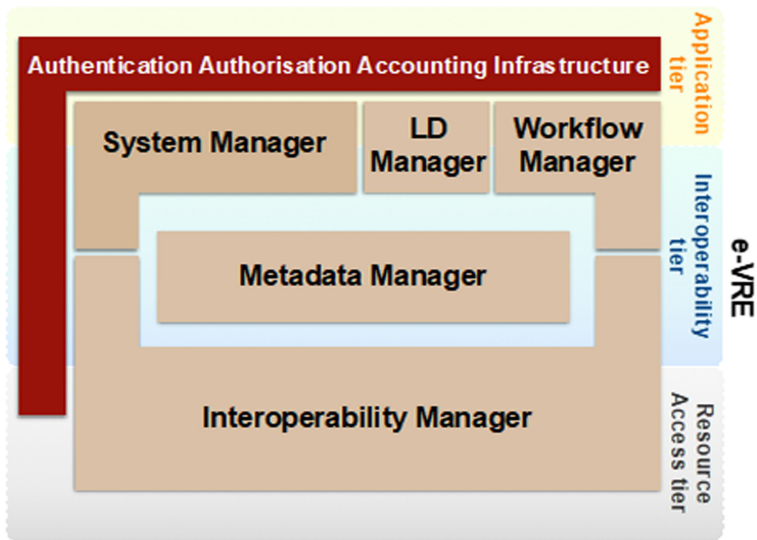 Authentication Authorisation Accounting Infrastructure
System Manager
LD
Manager
Workflow
Manager
Metadata Manager
Interoperability Manager
Application
tier
Interoperability
tier
Resource
Access tier
e-VRE